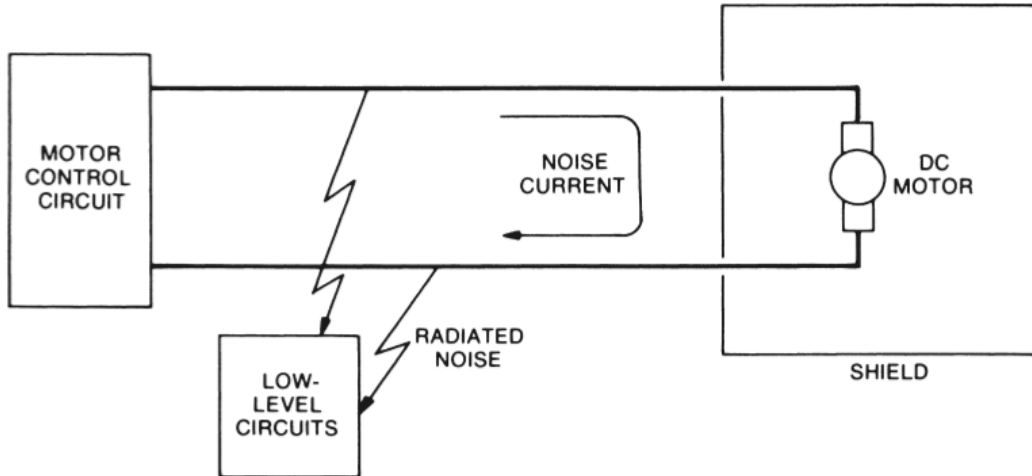 MOTOR
CONTROL
CIRCUIT
NOISE
CURRENT
DC
MOTOR
RADIATED
NOISE
LOW-
LEVEL
CIRCUITS
SHIELD